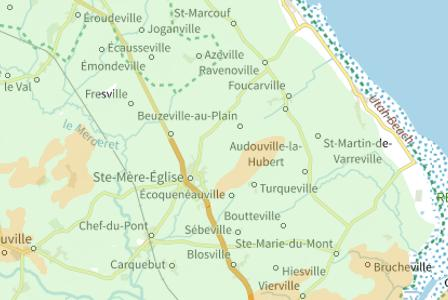 St-Marcouf
Éroudeville
Joganville
Écausseville
Azéville
Émondeville
Ravenoville
le Val
Foucarville
Fresville
Utah-Beach
Beuzeville-au-Plain
le Merderet
Audouville-la-
Hubert
St-Martin-de-
Varreville
Ste-Mère-Église
Turqueville
Écoquenéauville
Boutteville
Chef-du-Pont
Sébeville
uville
Ste-Marie-du-Mont
Blosville
Carquebut
Hiesville
Brucheville
Vierville